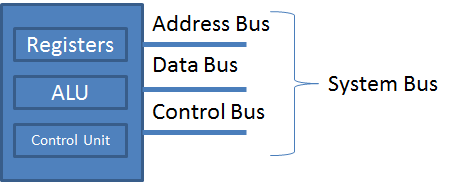 Registers
ALU
Control Unit
Address Bus
Data Bus
Control Bus
System Bus